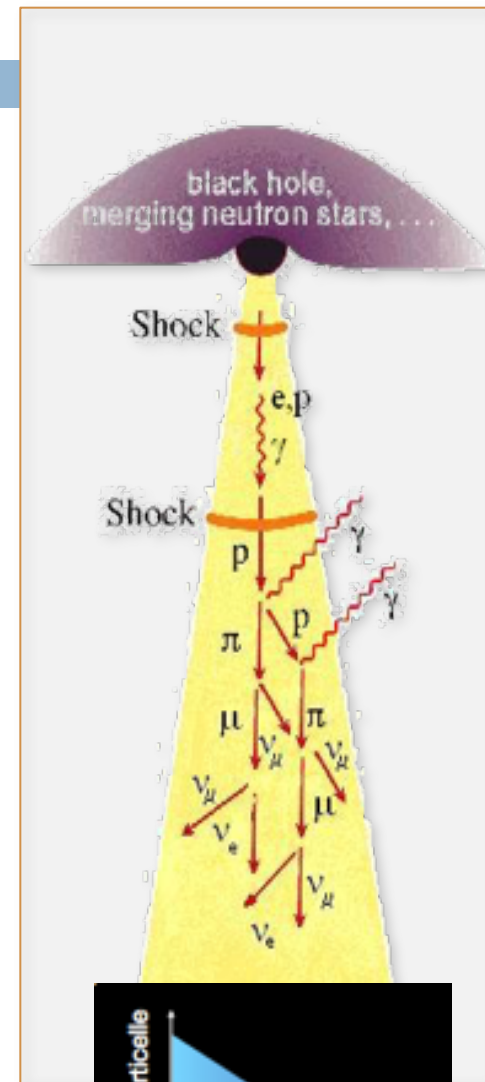 black hole,
merging neutron stars, . . .
Shock
e,p
γ
Shock
p
γ
γ
p
π
μ
ν_μ
π
ν_μ
ν_μ
μ
ν_e
ν_μ
ν_e
rticelle